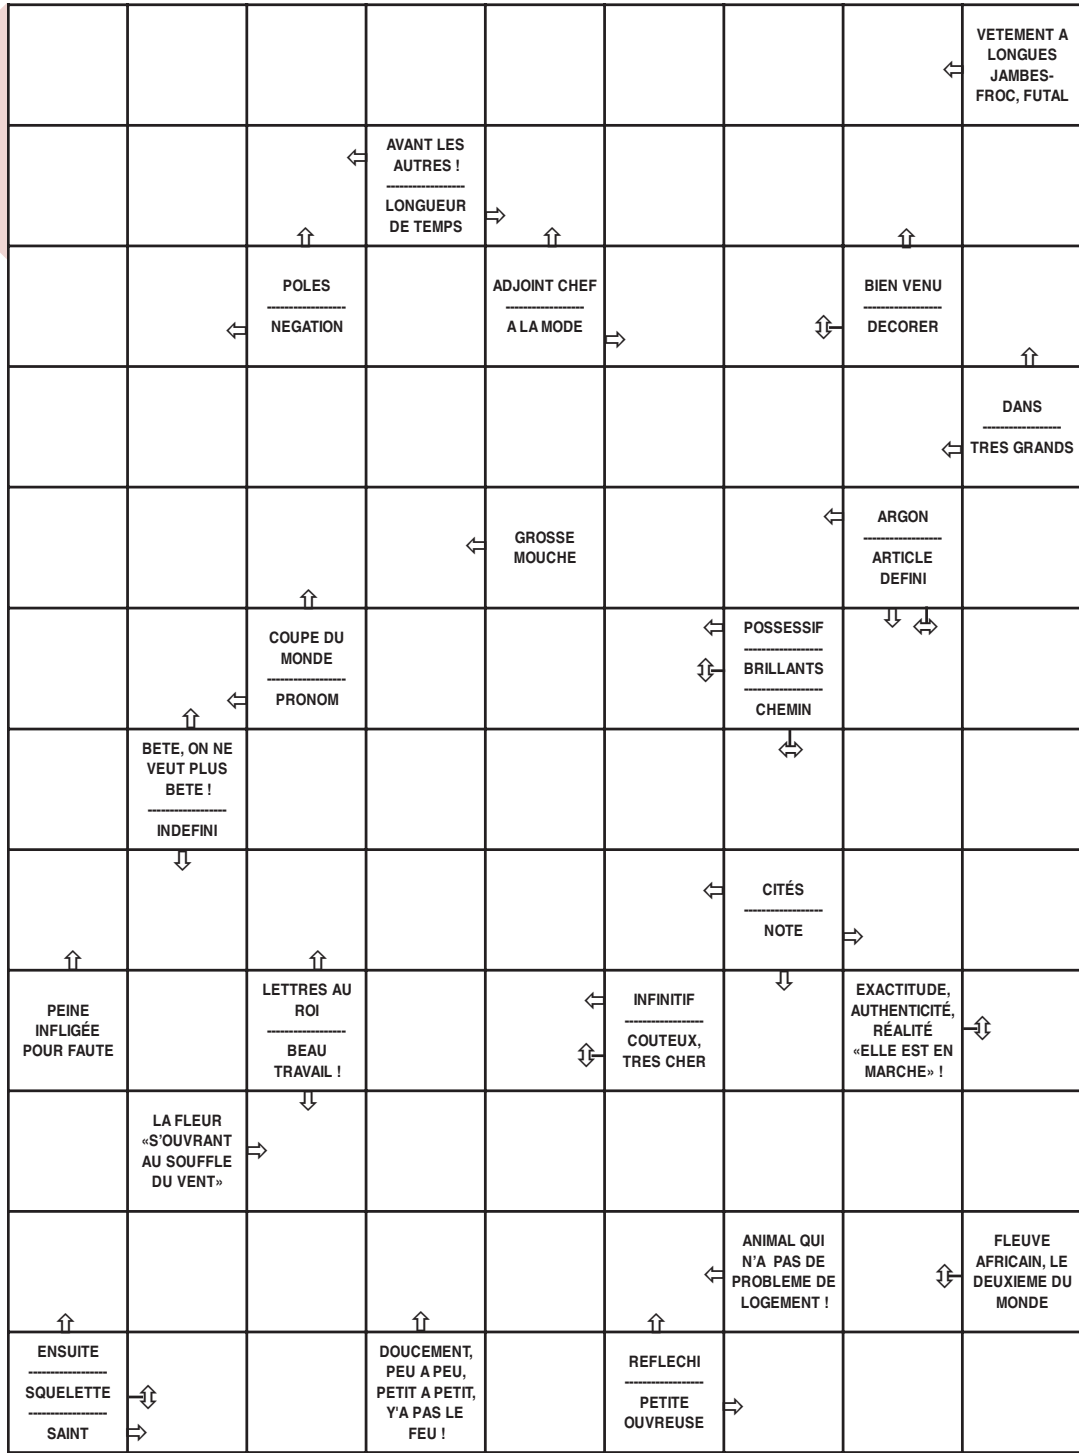 VETEMENT A
LONGUES
JAMBES-
FROC, FUTAL
AVANT LES
AUTRES !
------------------
LONGUEUR
DE TEMPS
POLES
------------------
NEGATION
ADJOINT CHEF
------------------
A LA MODE
BIEN VENU
------------------
DECORER
DANS
------------------
TRES GRANDS
GROSSE
MOUCHE
ARGON
------------------
ARTICLE
DEFINI
COUPE DU
MONDE
------------------
PRONOM
POSSESSIF
------------------
BRILLANTS
------------------
CHEMIN
BETE, ON NE
VEUT PLUS
BETE !
------------------
INDEFINI
CITÉS
------------------
NOTE
PEINE
INFLIGÉE
POUR FAUTE
LETTRES AU
ROI
------------------
BEAU
TRAVAIL !
INFINITIF
------------------
COUTEUX,
TRES CHER
EXACTITUDE,
AUTHENTICITÉ,
RÉALITÉ
«ELLE EST EN
MARCHE» !
LA FLEUR
«S'OUVRANT
AU SOUFFLE
DU VENT»
ANIMAL QUI
N'A PAS DE
PROBLEME DE
LOGEMENT !
FLEUVE
AFRICAIN, LE
DEUXIEME DU
MONDE
ENSUITE
------------------
SQUELETTE
------------------
SAINT
DOUCEMENT,
PEU A PEU,
PETIT A PETIT,
Y'A PAS LE
FEU !
REFLECHI
------------------
PETITE
OUVREUSE